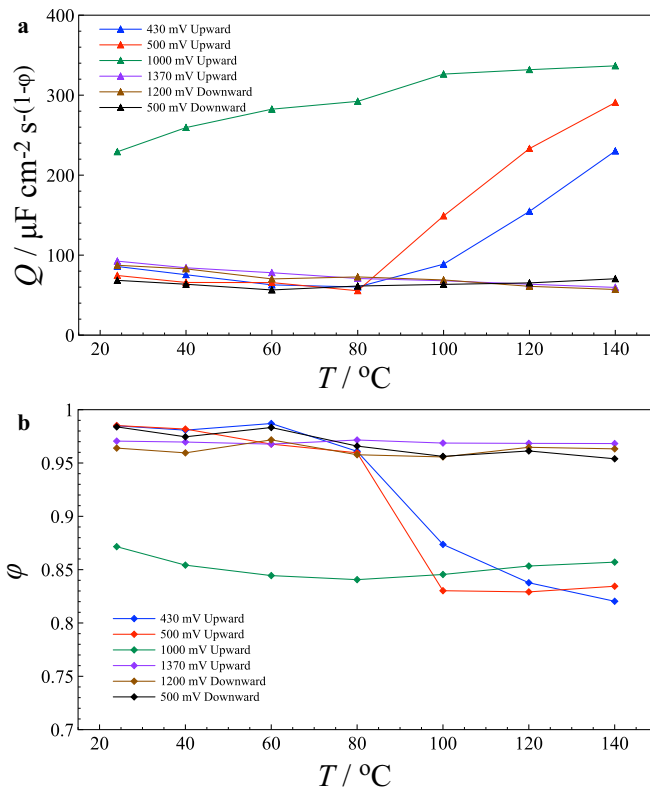 a
400
300
200
100
0
Q / µF cm-2 s-(1-φ)
430 mV Upward
500 mV Upward
1000 mV Upward
1370 mV Upward
1200 mV Downward
500 mV Downward
20 40 60 80 100 120 140
T / °C
b
1
0.95
0.9
0.85
0.8
0.75
0.7
φ
430 mV Upward
500 mV Upward
1000 mV Upward
1370 mV Upward
1200 mV Downward
500 mV Downward
20 40 60 80 100 120 140
T / °C